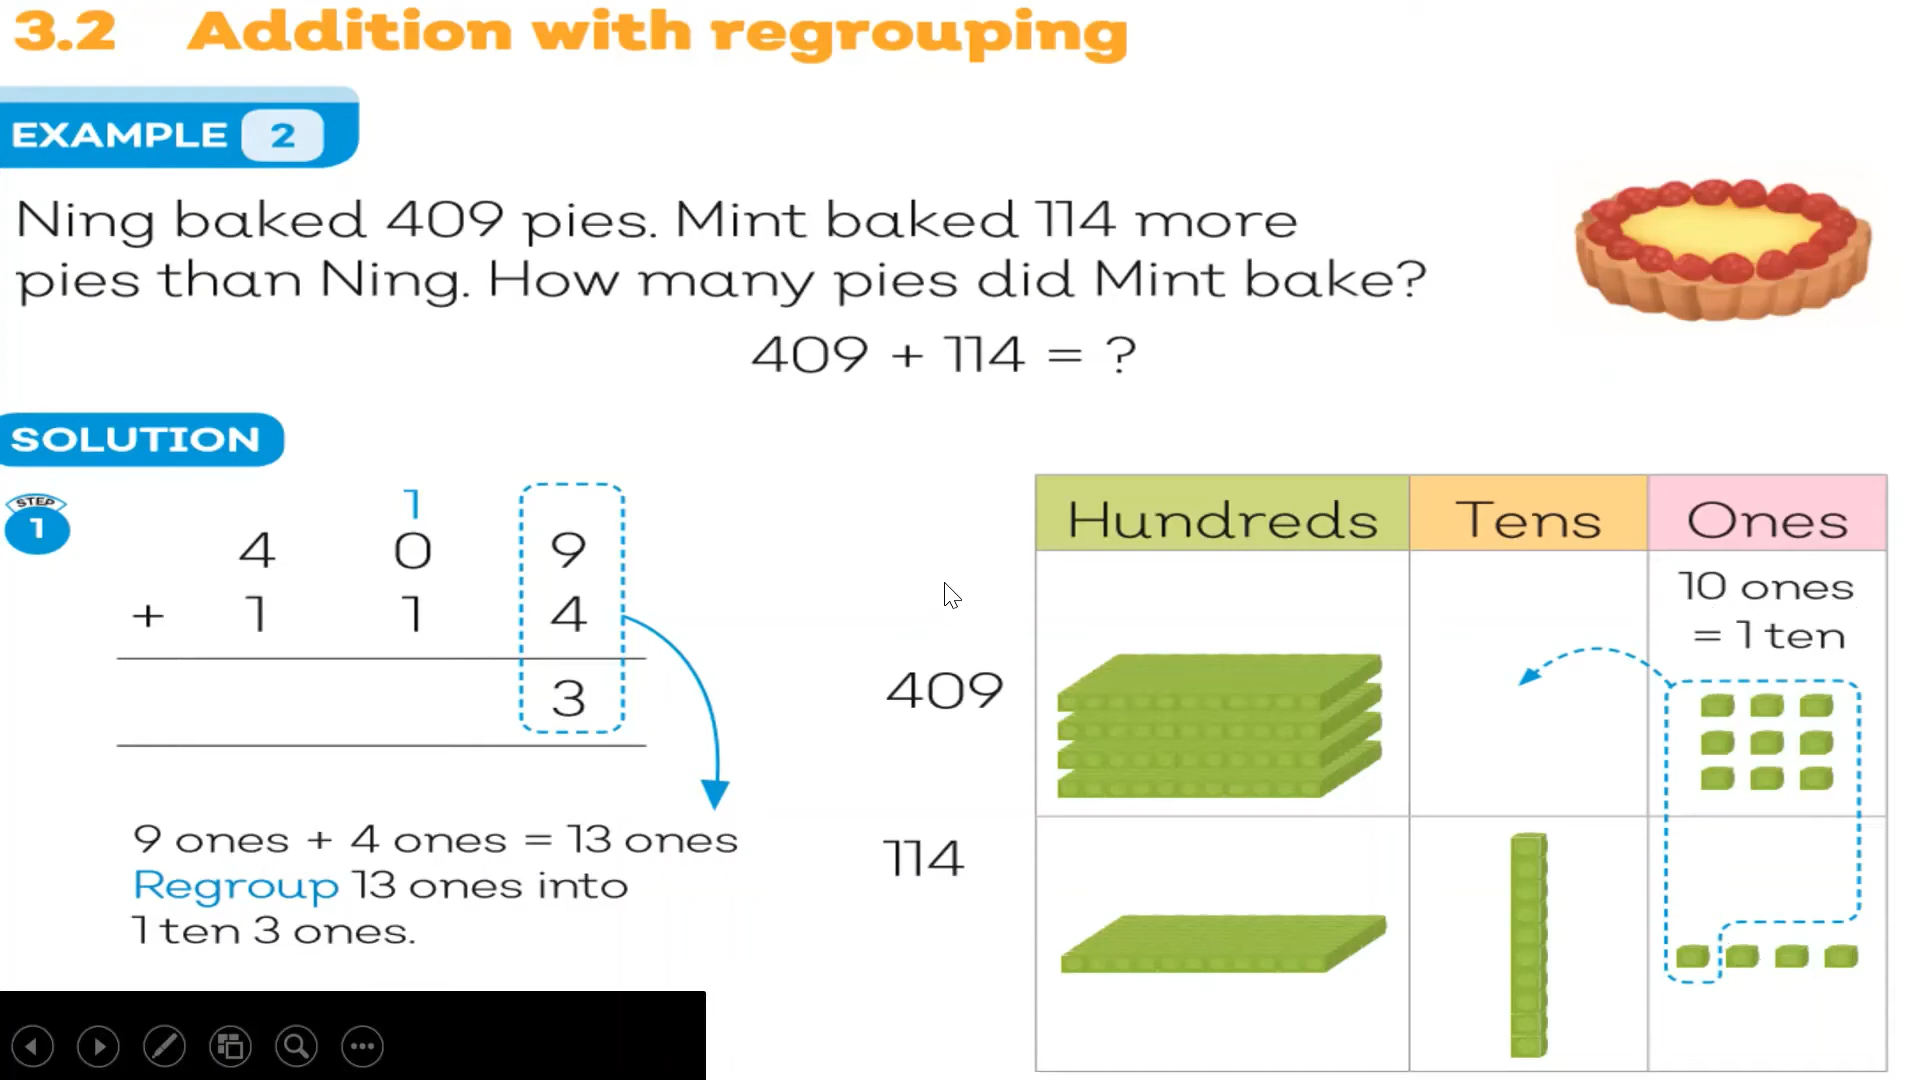 3.2 Addition with regrouping
EXAMPLE 2
Ning baked 409 pies. Mint baked 114 more
pies than Ning. How many pies did Mint bake?
409 + 114 = ?
SOLUTION
STEP
1
1
4 0 9
+ 1 1 4
3
9 ones + 4 ones = 13 ones
Regroup 13 ones into
1 ten 3 ones.
Hundreds Tens Ones
10 ones
= 1 ten
409
114